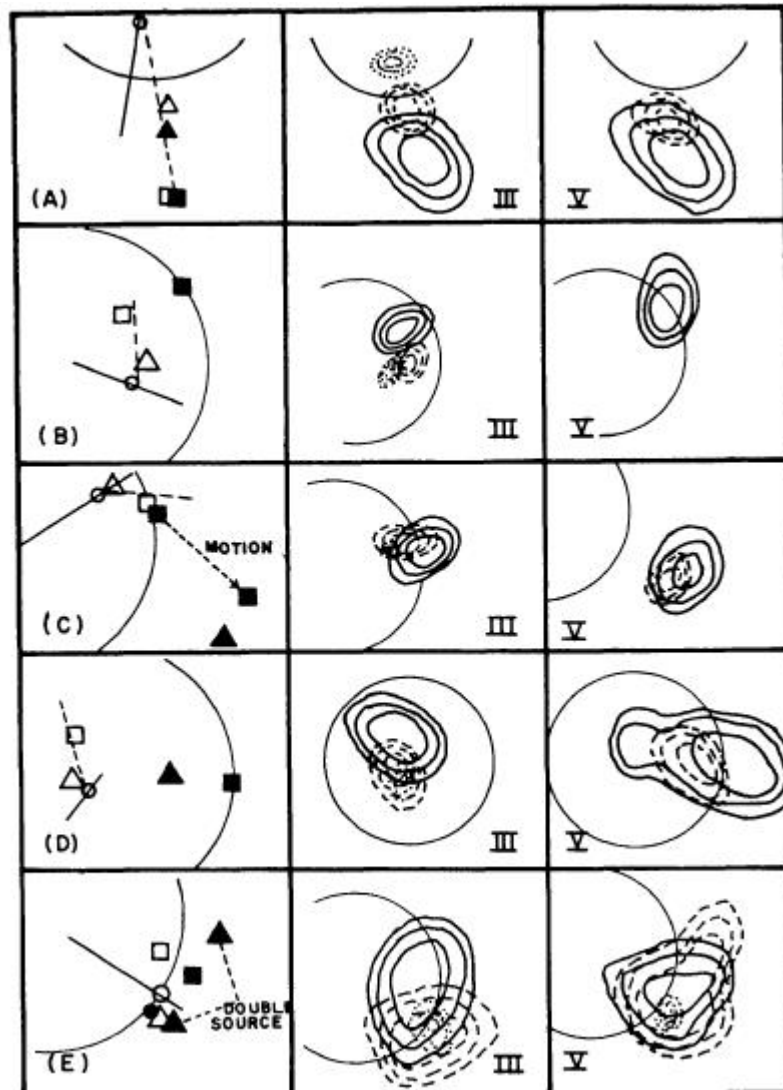 (A)
III
V
(B)
III
V
MOTION
(C)
III
V
(D)
III
V
DOUBLE
SOURCE
(E)
III
V